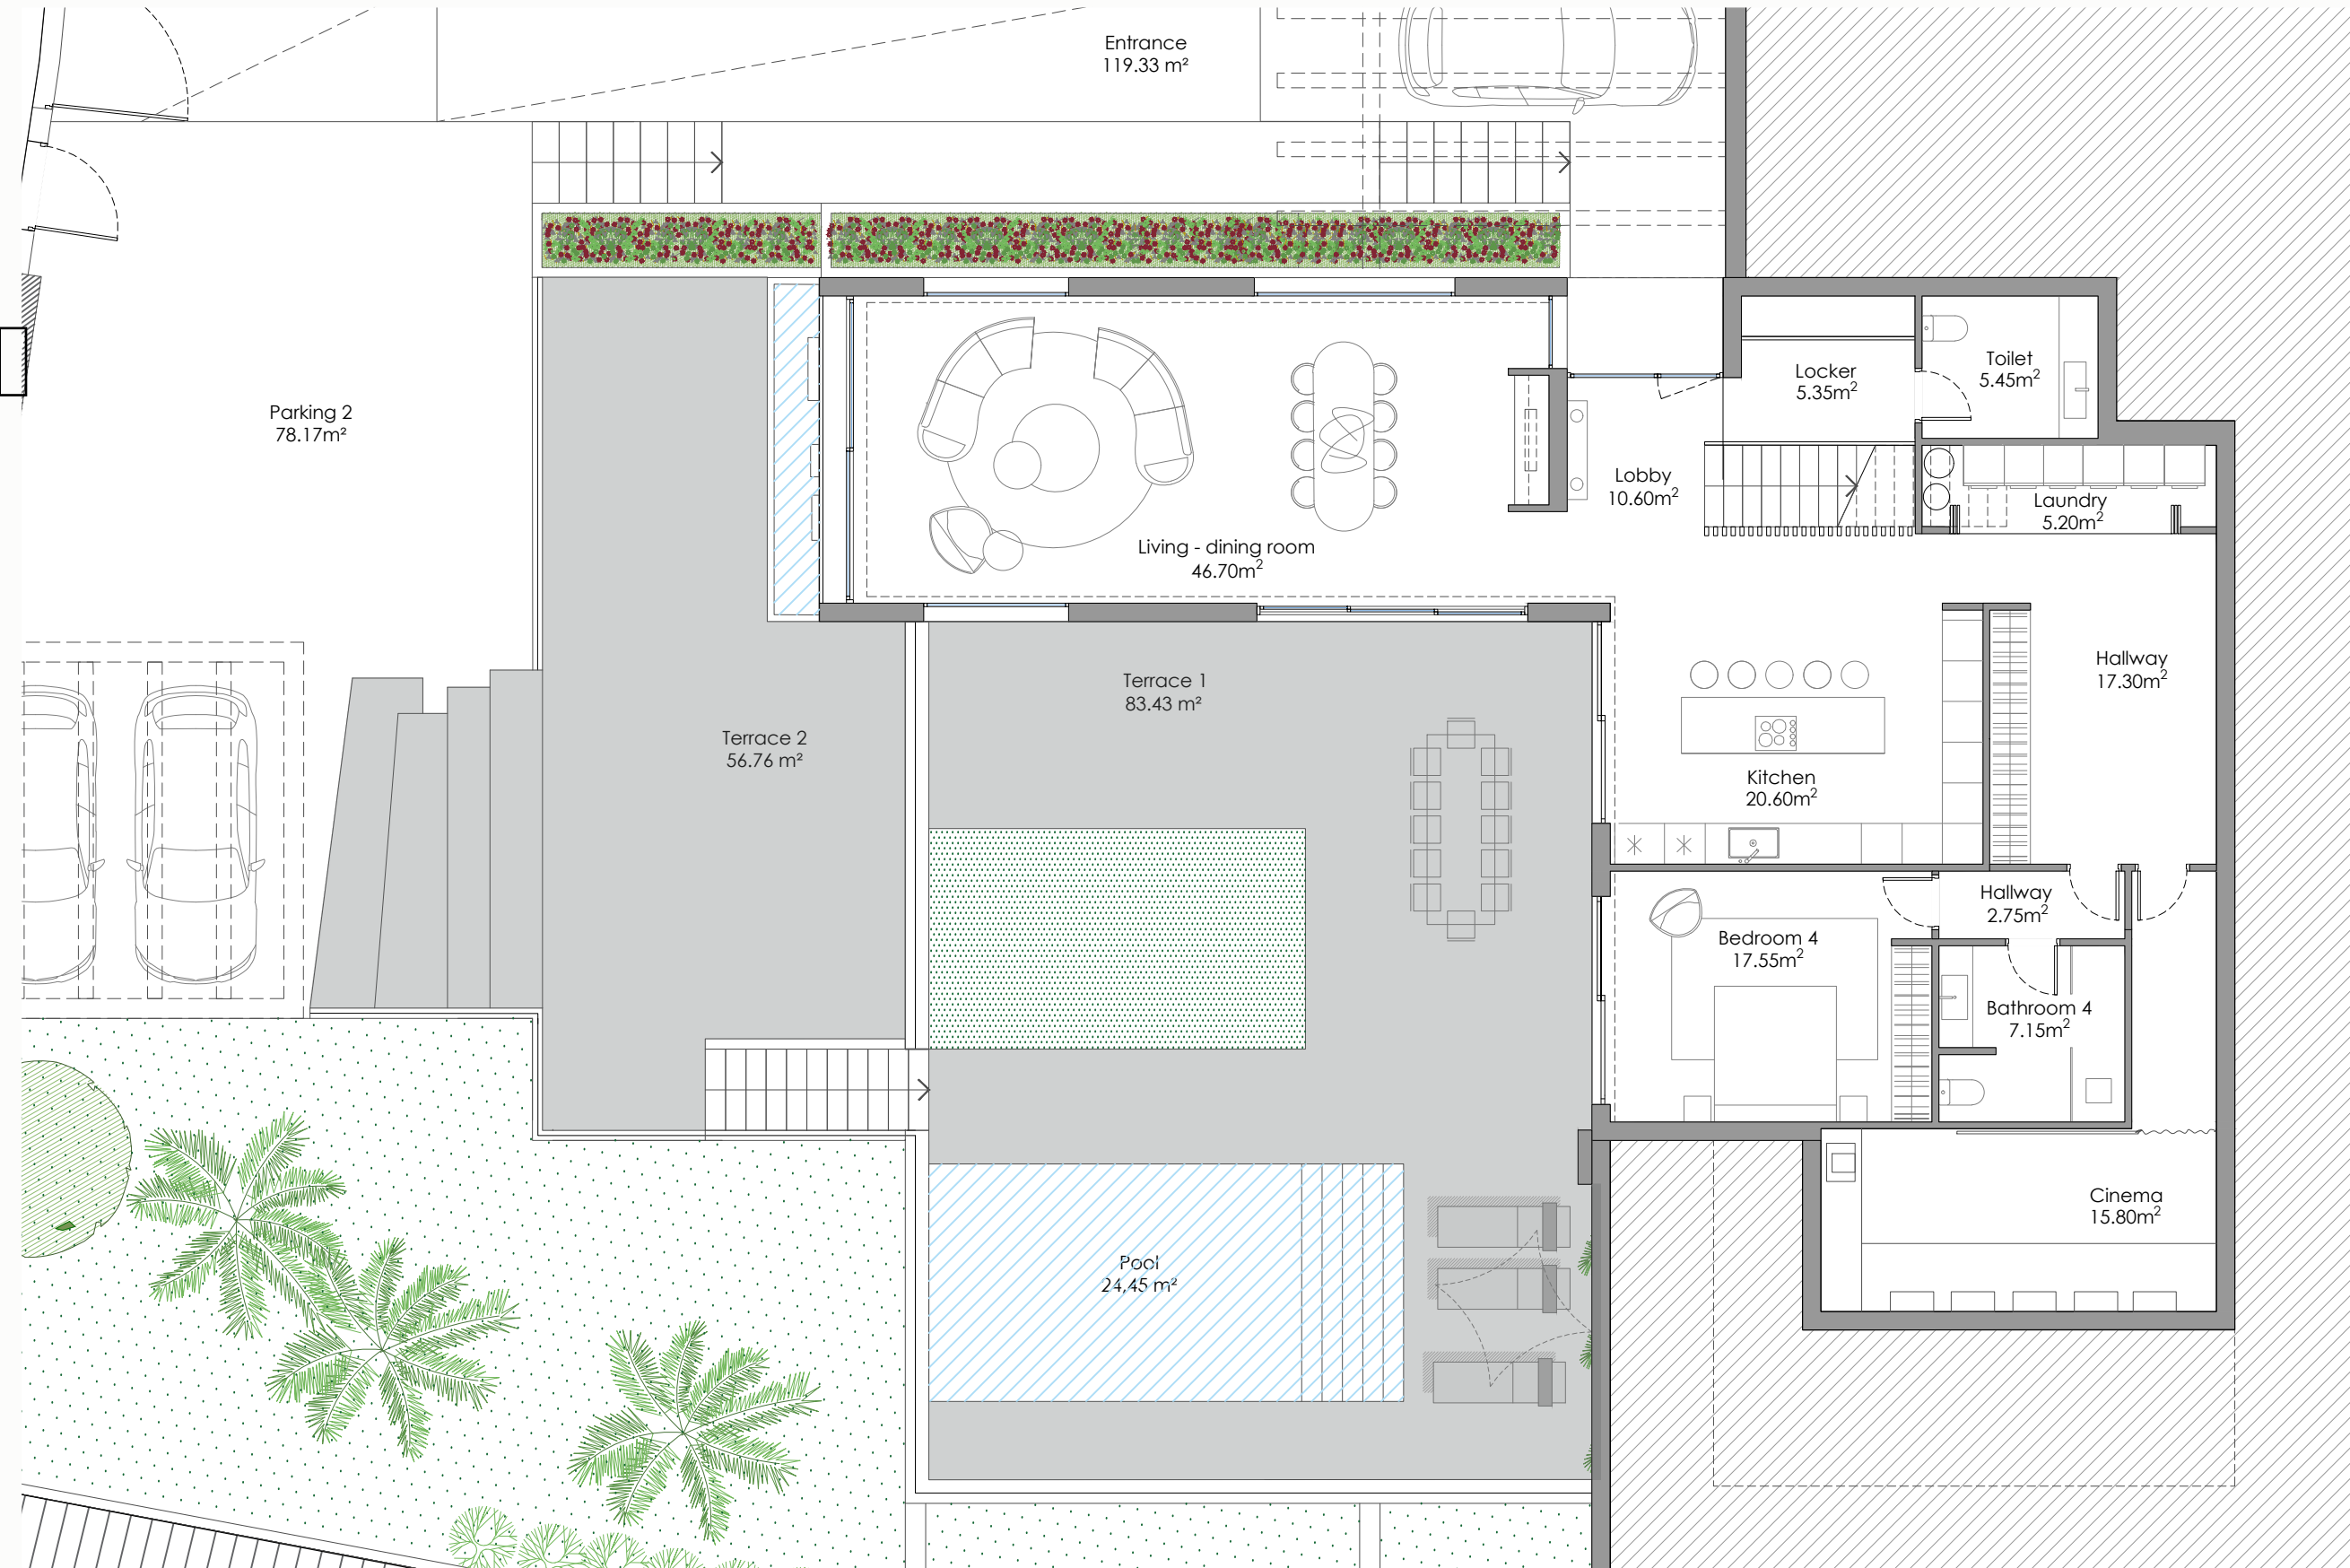 Entrance
119.33 m²
Parking 2
78.17m²
Living - dining room
46.70m²
Lobby
10.60m²
Locker
5.35m²
Toilet
5.45m²
Laundry
5.20m²
Hallway
17.30m²
Terrace 1
83.43 m²
Terrace 2
56.76 m²
Kitchen
20.60m²
Hallway
2.75m²
Bedroom 4
17.55m²
Bathroom 4
7.15m²
Cinema
15.80m²
Pool
24,45 m²